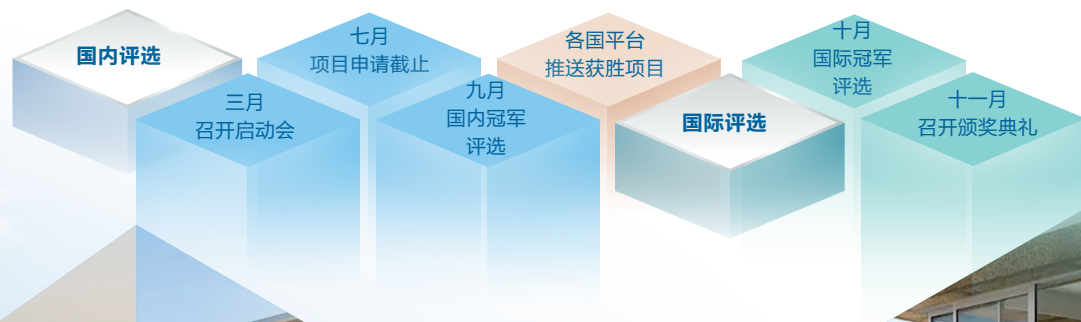 国内评选
三月
召开启动会
七月
项目申请截止
九月
国内冠军
评选
各国平台
推送获胜项目
国际评选
十月
国际冠军
评选
十一月
召开颁奖典礼